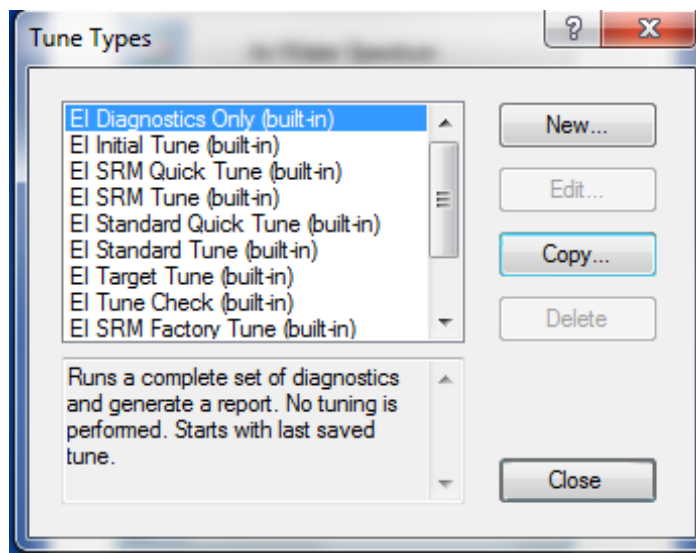 Tune Types
?
X
EI Diagnostics Only (built-in)
EI Initial Tune (built-in)
EI SRM Quick Tune (built-in)
EI SRM Tune (built-in)
EI Standard Quick Tune (built-in)
EI Standard Tune (built-in)
EI Target Tune (built-in)
EI Tune Check (built-in)
EI SRM Factory Tune (built-in)
New...
Edit...
Copy...
Delete
Runs a complete set of diagnostics
and generate a report. No tuning is
performed. Starts with last saved
tune.
Close